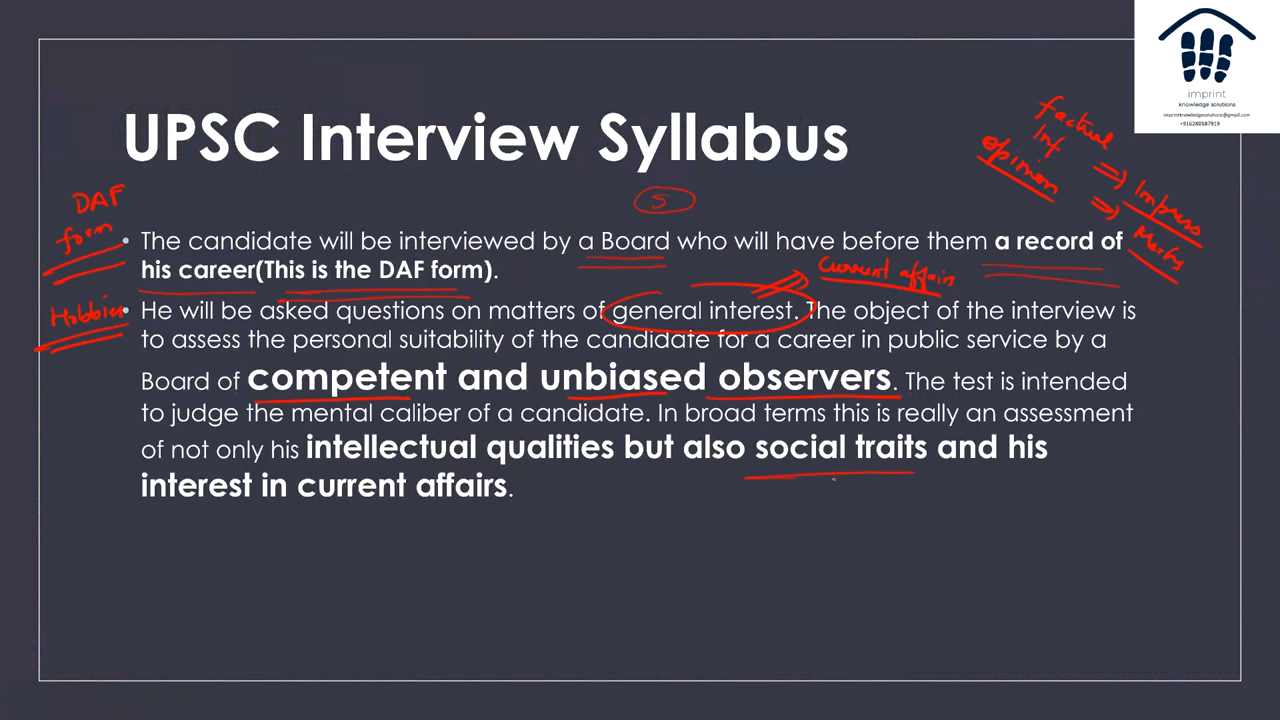 imprint
knowledge solutions
imprintknowledgesolutions@gmail.com
+916280187919
UPSC Interview Syllabus
factual
Inf ⇒ Impress
opinion ⇒ Marks
DAF
form
5
• The candidate will be interviewed by a Board who will have before them a record of
his career(This is the DAF form).
Current affairs
Hobbies
• He will be asked questions on matters of general interest. The object of the interview is
to assess the personal suitability of the candidate for a career in public service by a
Board of competent and unbiased observers. The test is intended
to judge the mental caliber of a candidate. In broad terms this is really an assessment
of not only his intellectual qualities but also social traits and his
interest in current affairs.